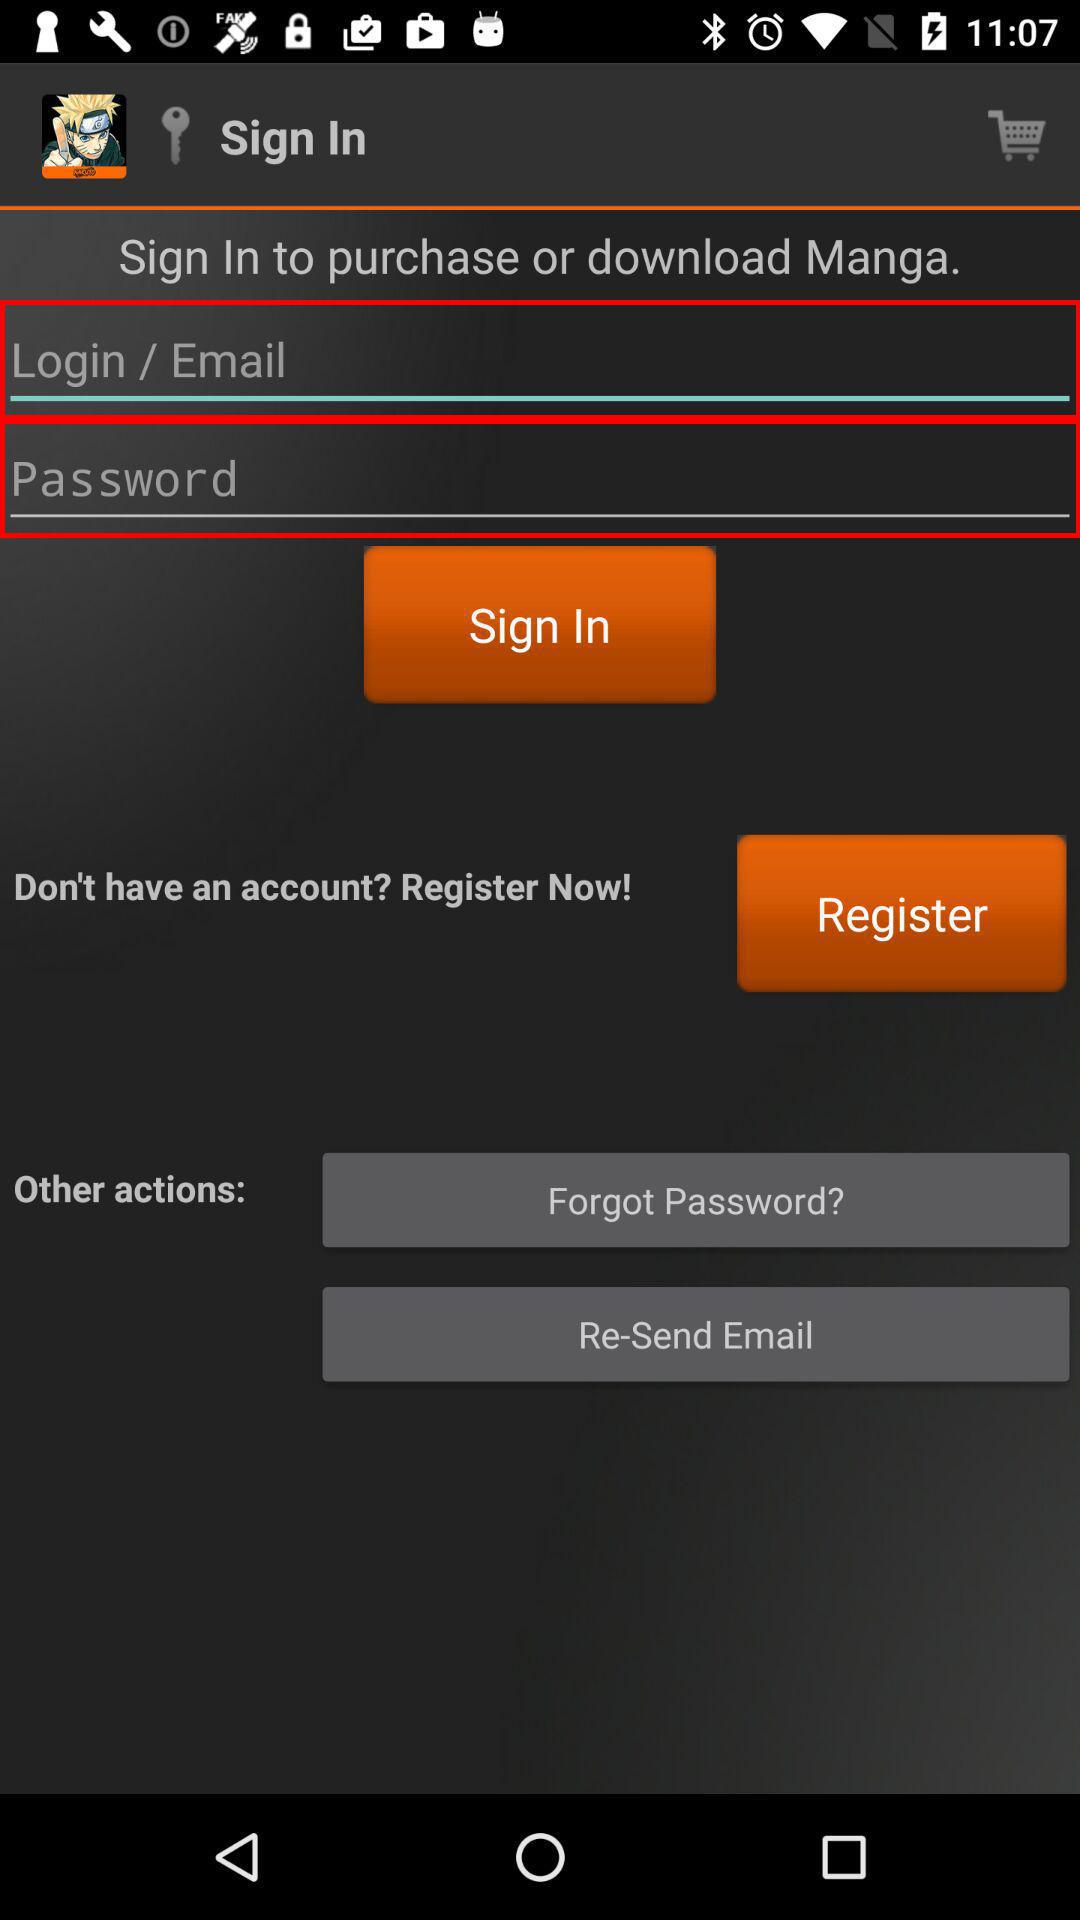 FAKE
11:07
Sign In
Sign In to purchase or download Manga.
Login / Email
Password
Sign In
Don't have an account? Register Now!
Register
Other actions:
Forgot Password?
Re-Send Email